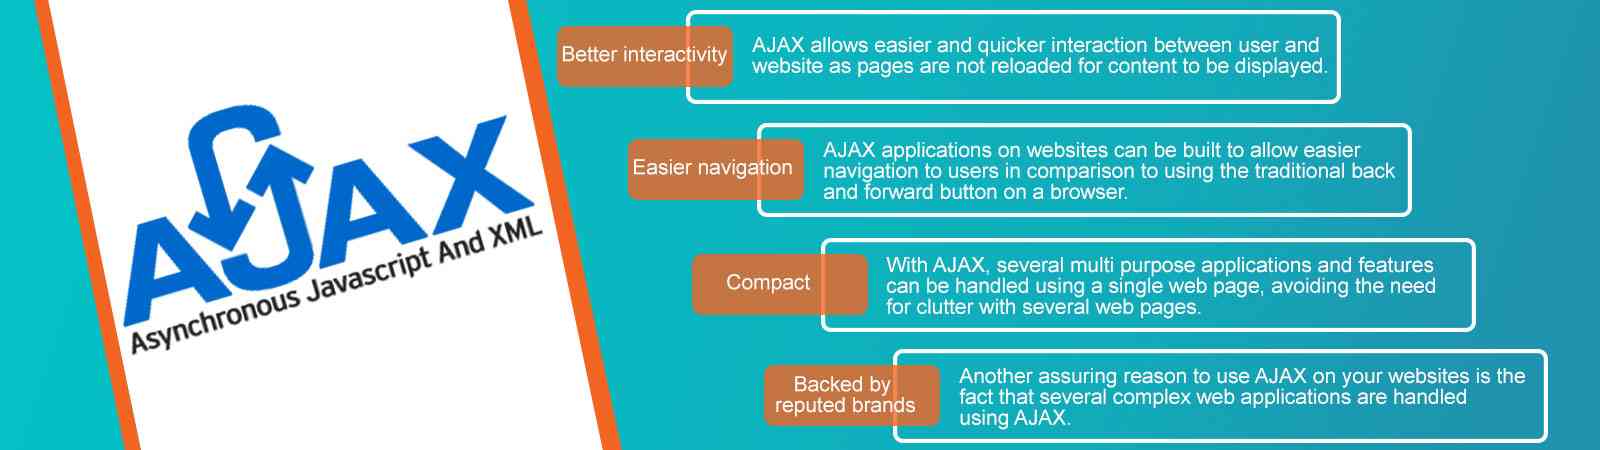 AJAX
Asynchronous Javascript And XML
Better interactivity
AJAX allows easier and quicker interaction between user and
website as pages are not reloaded for content to be displayed.
Easier navigation
AJAX applications on websites can be built to allow easier
navigation to users in comparison to using the traditional back
and forward button on a browser.
Compact
With AJAX, several multi purpose applications and features
can be handled using a single web page, avoiding the need
for clutter with several web pages.
Backed by
reputed brands
Another assuring reason to use AJAX on your websites is the
fact that several complex web applications are handled
using AJAX.